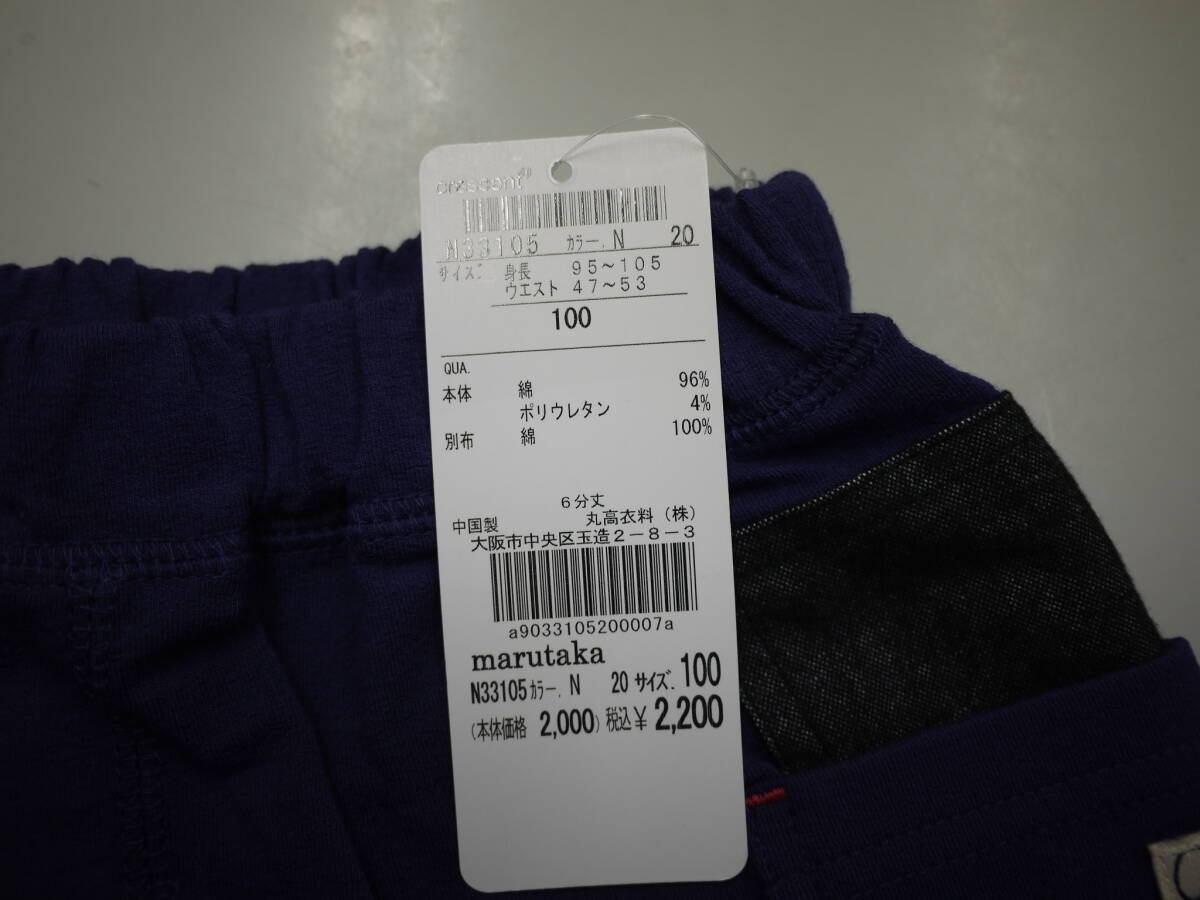 crescent®
N33105 カラー. N 20
サイズ. 身長 95～105
ウエスト 47～53
100
QUA.
本体 綿 96%
ポリウレタン 4%
別布 綿 100%
6分丈
中国製 丸高衣料（株）
大阪市中央区玉造2－8－3
a9033105200007a
marutaka
N33105 カラー. N 20 サイズ. 100
(本体価格 2,000) 税込¥ 2,200